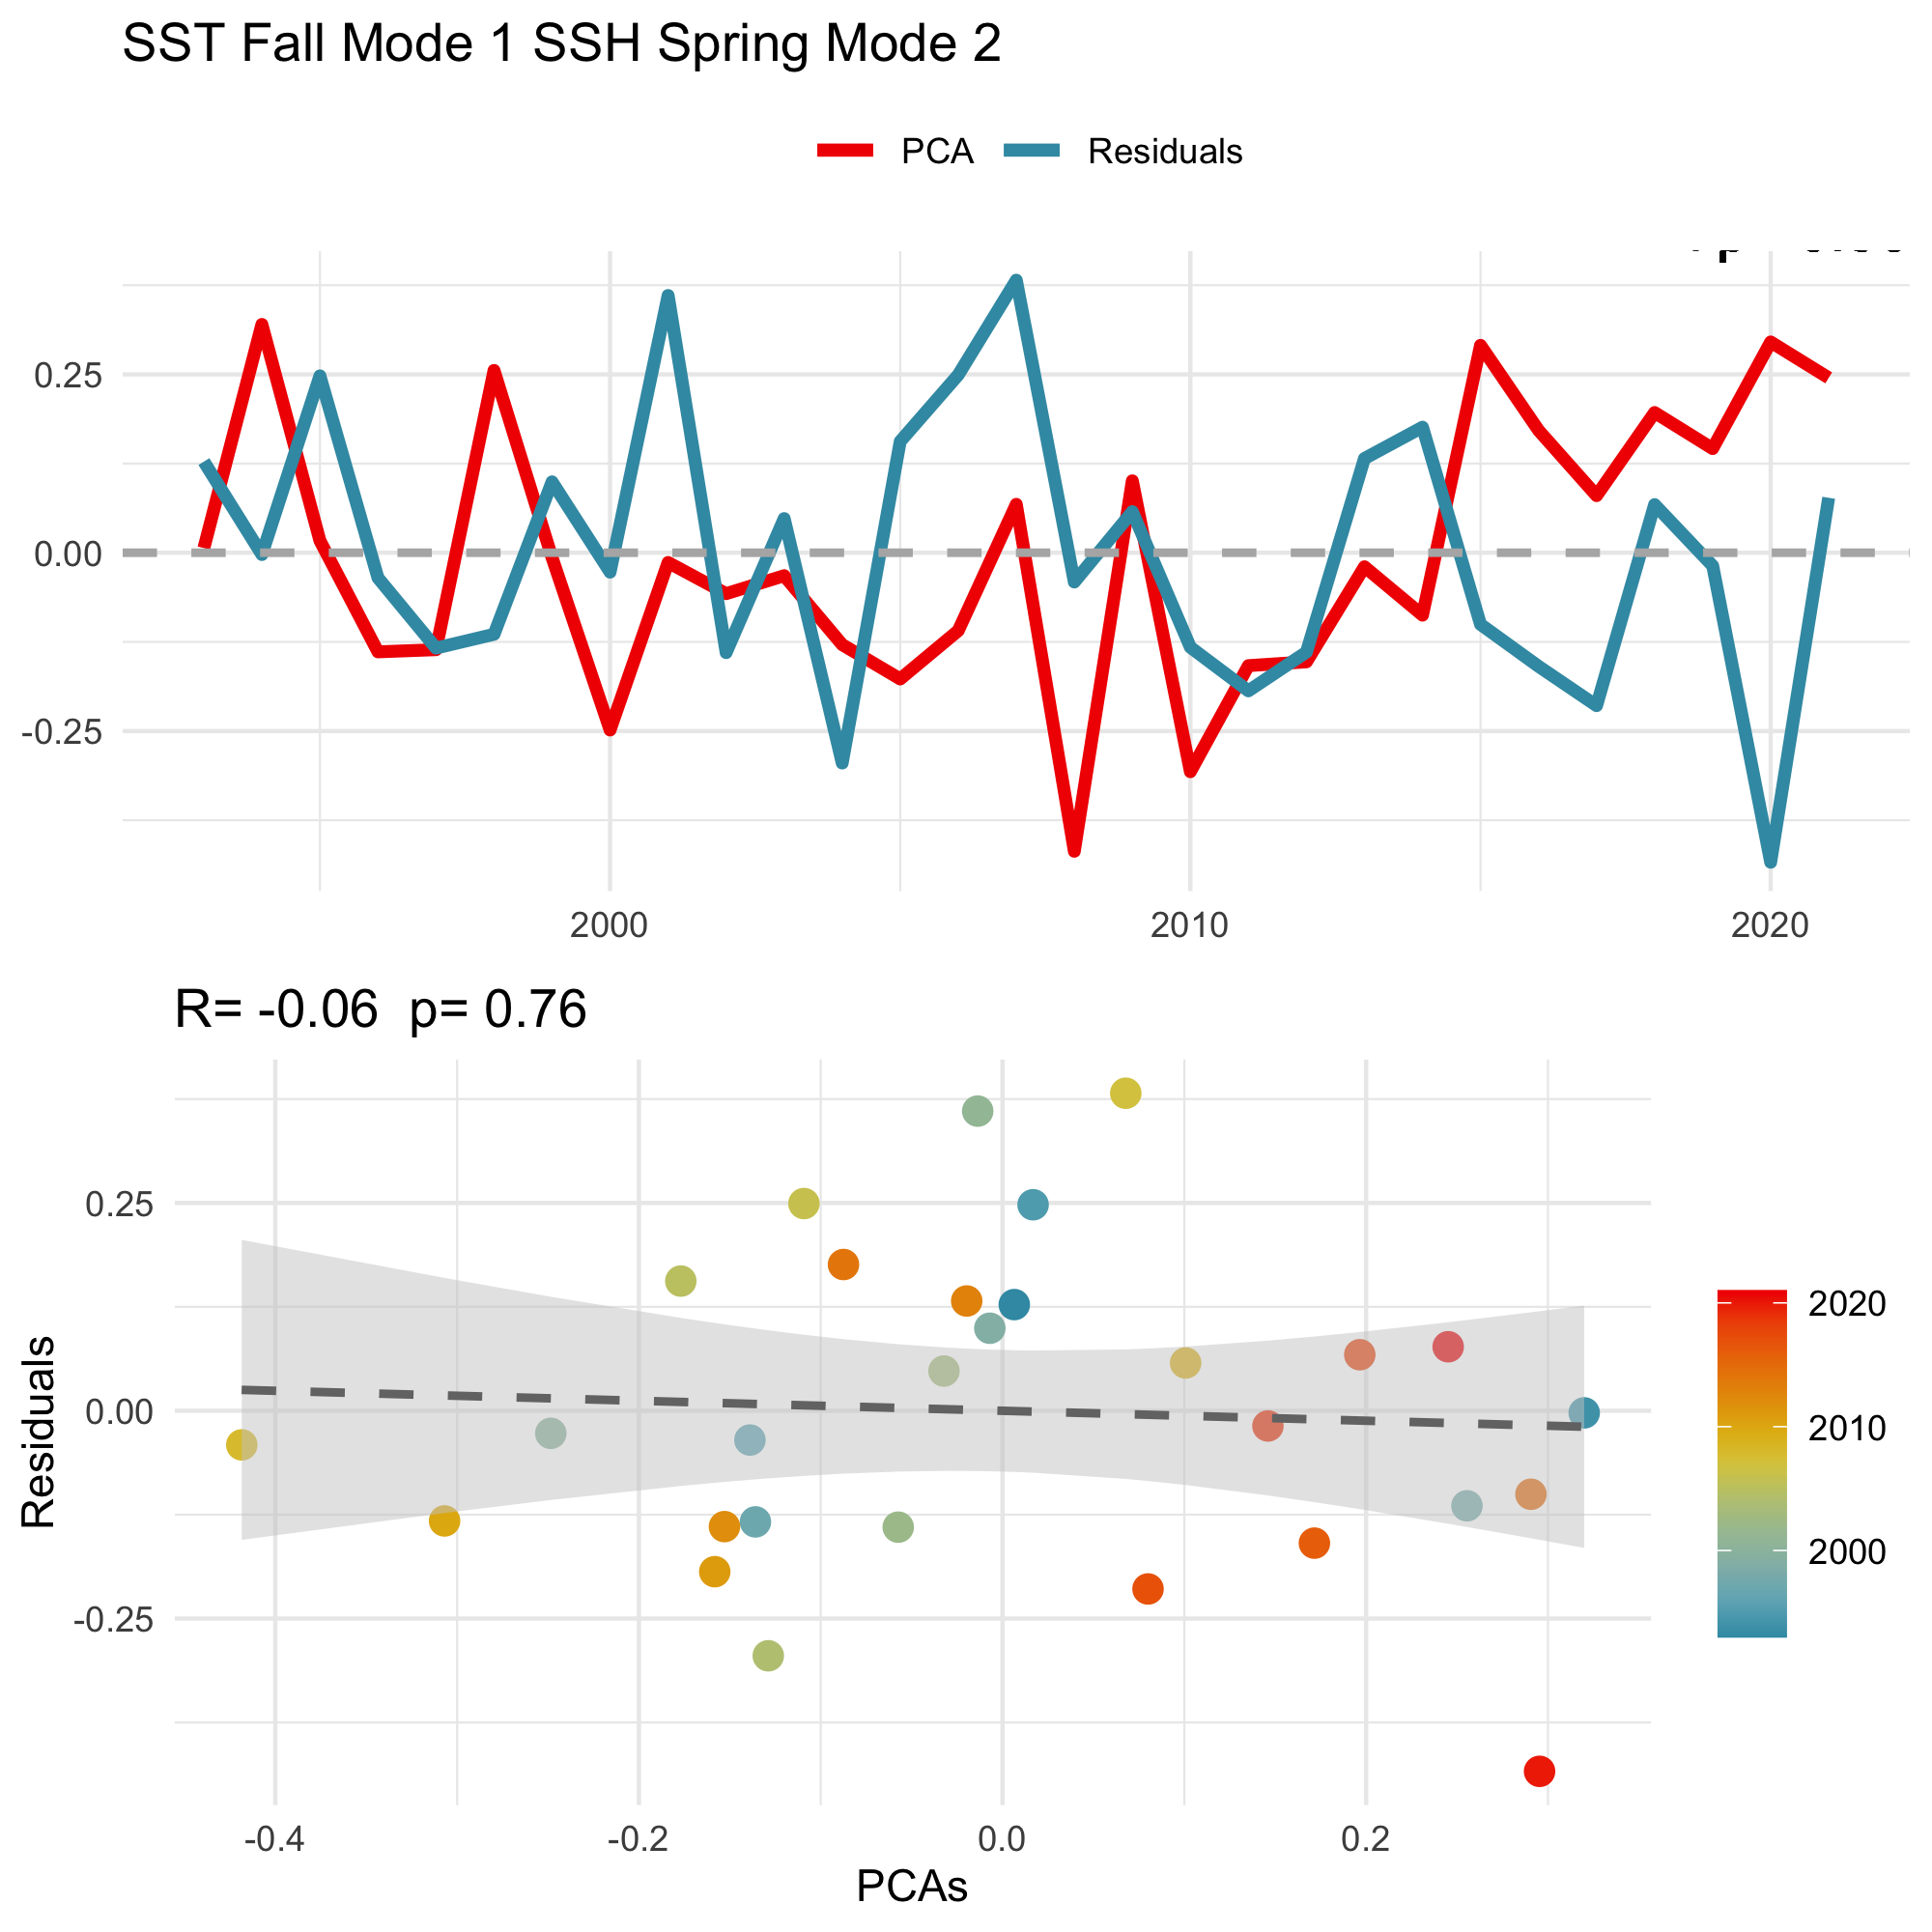 SST Fall Mode 1 SSH Spring Mode 2
PCA Residuals
0.25
0.00
-0.25
2000 2010 2020
R= -0.06 p= 0.76
Residuals
0.25
0.00
-0.25
-0.4 -0.2 0.0 0.2
PCAs
2020
2010
2000